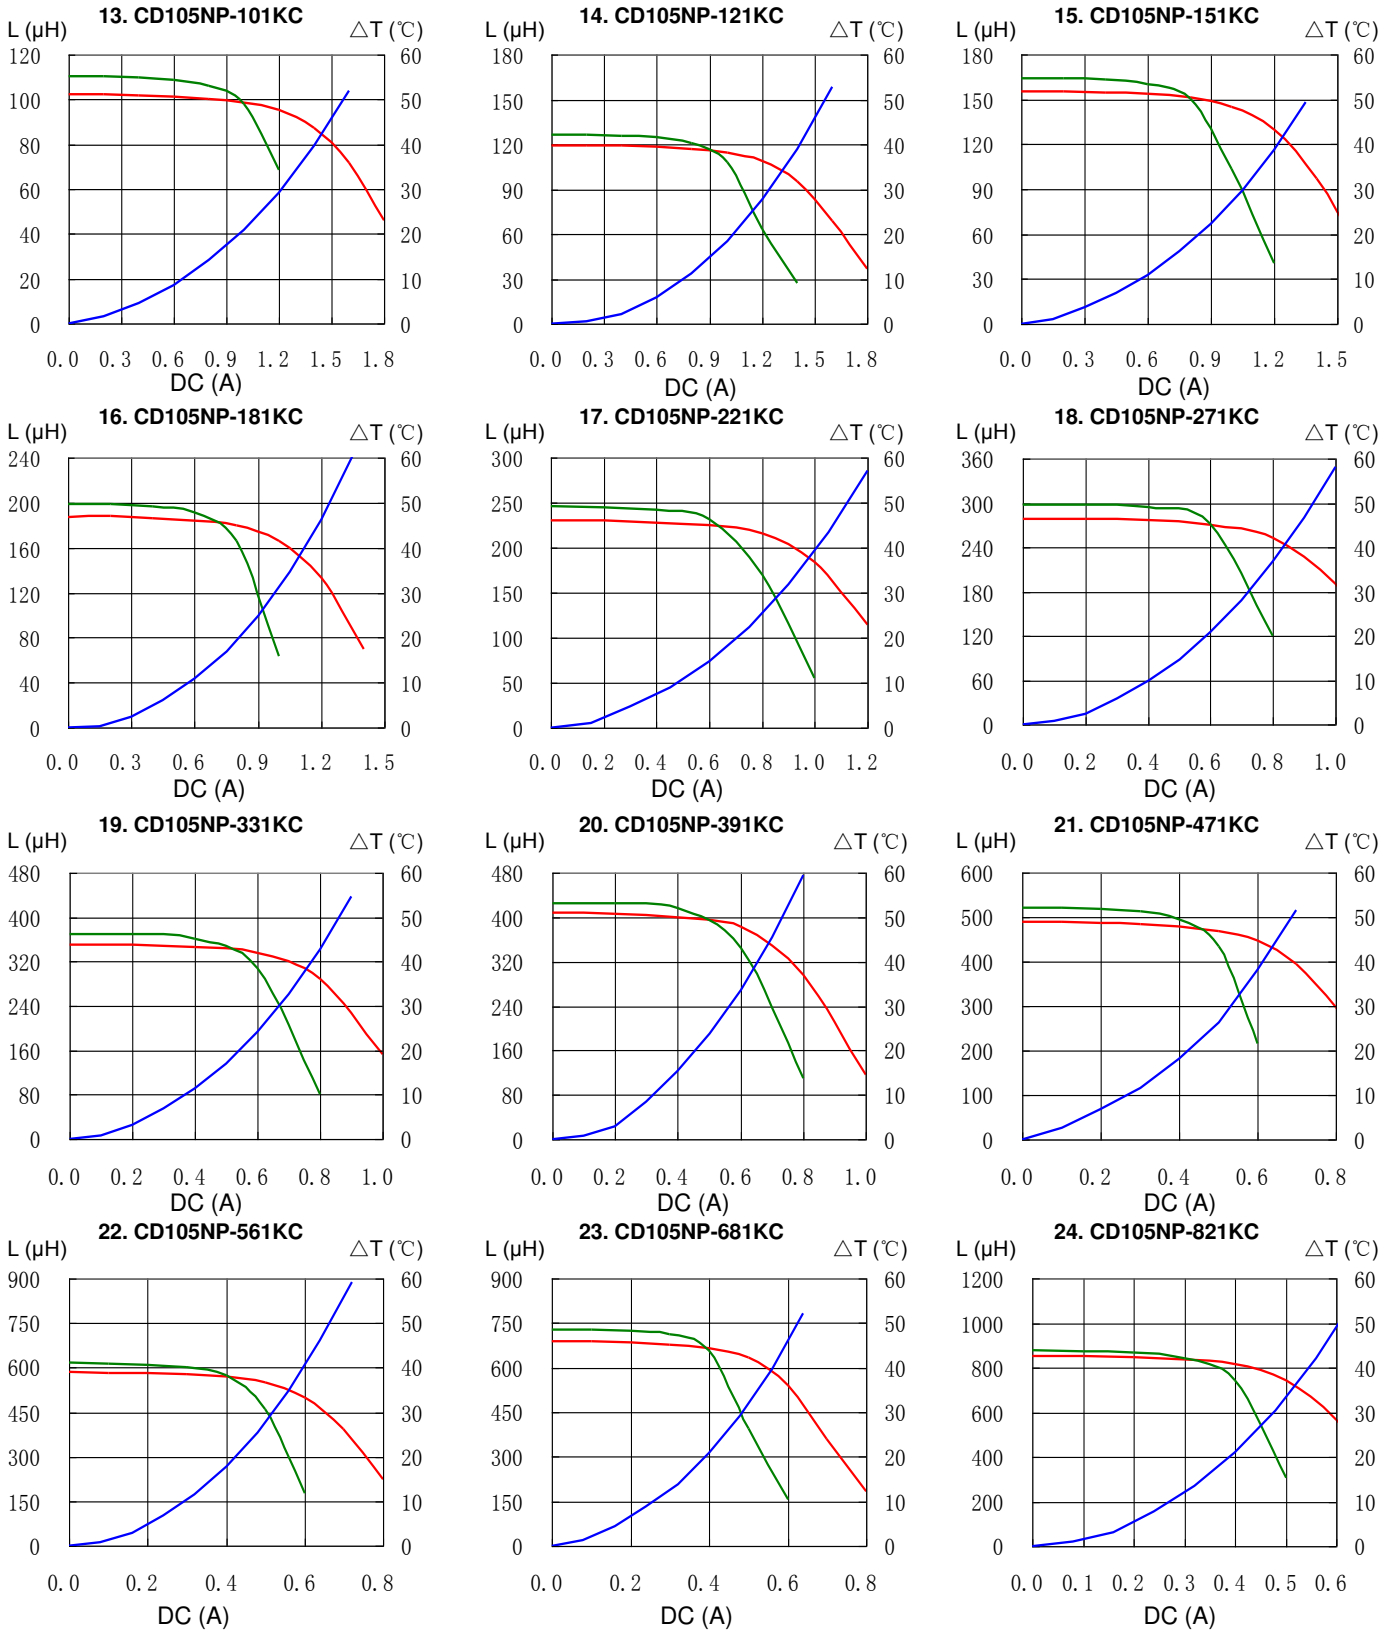 13. CD105NP-101KC
L (μH) △T (℃)
120 60
100 50
80 40
60 30
40 20
20 10
0 0
0.0 0.3 0.6 0.9 1.2 1.5 1.8
DC (A)
14. CD105NP-121KC
L (μH) △T (℃)
180 60
150 50
120 40
90 30
60 20
30 10
0 0
0.0 0.3 0.6 0.9 1.2 1.5 1.8
DC (A)
15. CD105NP-151KC
L (μH) △T (℃)
180 60
150 50
120 40
90 30
60 20
30 10
0 0
0.0 0.3 0.6 0.9 1.2 1.5
DC (A)
16. CD105NP-181KC
L (μH) △T (℃)
240 60
200 50
160 40
120 30
80 20
40 10
0 0
0.0 0.3 0.6 0.9 1.2 1.5
DC (A)
17. CD105NP-221KC
L (μH) △T (℃)
300 60
250 50
200 40
150 30
100 20
50 10
0 0
0.0 0.2 0.4 0.6 0.8 1.0 1.2
DC (A)
18. CD105NP-271KC
L (μH) △T (℃)
360 60
300 50
240 40
180 30
120 20
60 10
0 0
0.0 0.2 0.4 0.6 0.8 1.0
DC (A)
19. CD105NP-331KC
L (μH) △T (℃)
480 60
400 50
320 40
240 30
160 20
80 10
0 0
0.0 0.2 0.4 0.6 0.8 1.0
DC (A)
20. CD105NP-391KC
L (μH) △T (℃)
480 60
400 50
320 40
240 30
160 20
80 10
0 0
0.0 0.2 0.4 0.6 0.8 1.0
DC (A)
21. CD105NP-471KC
L (μH) △T (℃)
600 60
500 50
400 40
300 30
200 20
100 10
0 0
0.0 0.2 0.4 0.6 0.8
DC (A)
22. CD105NP-561KC
L (μH) △T (℃)
900 60
750 50
600 40
450 30
300 20
150 10
0 0
0.0 0.2 0.4 0.6 0.8
DC (A)
23. CD105NP-681KC
L (μH) △T (℃)
900 60
750 50
600 40
450 30
300 20
150 10
0 0
0.0 0.2 0.4 0.6 0.8
DC (A)
24. CD105NP-821KC
L (μH) △T (℃)
1200 60
1000 50
800 40
600 30
400 20
200 10
0 0
0.0 0.1 0.2 0.3 0.4 0.5 0.6
DC (A)